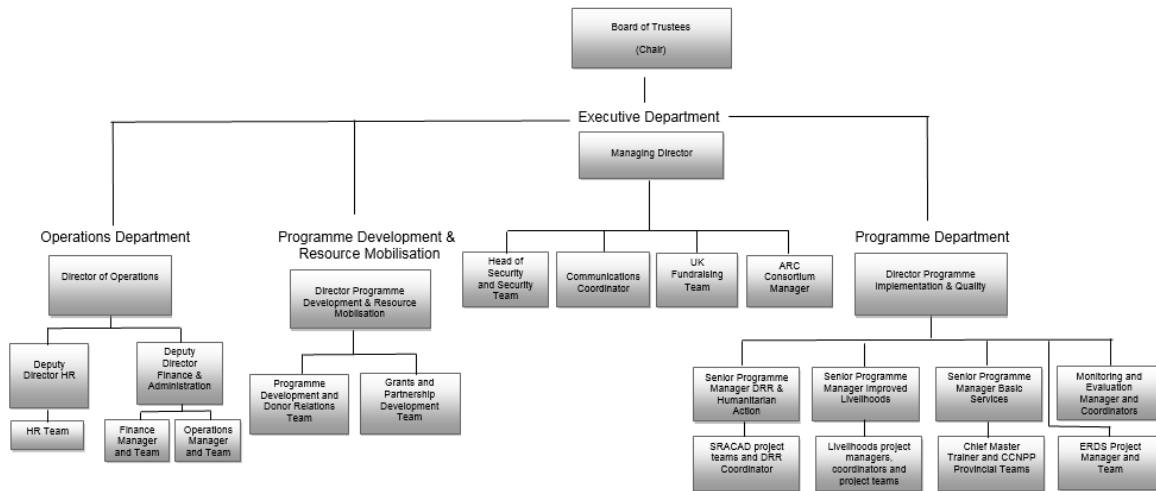 Board of Trustees
(Chair)
Executive Department
Managing Director
Operations Department
Director of Operations
Deputy
Director HR
HR Team
Deputy
Director
Finance &
Administration
Finance
Manager
and Team
Operations
Manager and
Team
Programme Development &
Resource Mobilisation
Director Programme
Development & Resource
Mobilisation
Programme
Development and
Donor Relations
Team
Grants and
Partnership
Development
Team
Head of
Security
and Security
Team
Communications
Coordinator
UK
Fundraising
Team
ARC
Consortium
Manager
Programme Department
Director Programme
Implementation & Quality
Senior Programme
Manager DRR &
Humanitarian
Action
SRACAD project
teams and DRR
Coordinator
Senior Programme
Manager Improved
Livelihoods
Livelihoods project
managers,
coordinators and
project teams
Senior Programme
Manager Basic
Services
Chief Master
Trainer and CCNPP
Provincial Teams
Monitoring and
Evaluation
Manager and
Coordinators
ERDS Project
Manager and
Team